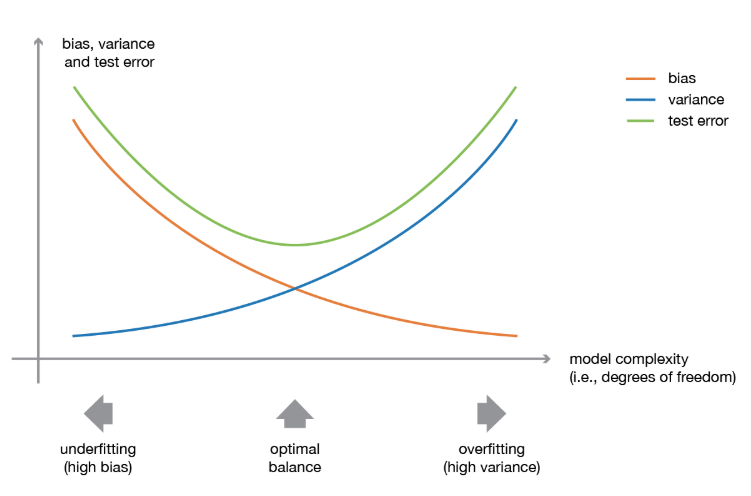 bias, variance
and test error
bias
variance
test error
model complexity
(i.e., degrees of freedom)
underfitting
(high bias)
optimal
balance
overfitting
(high variance)